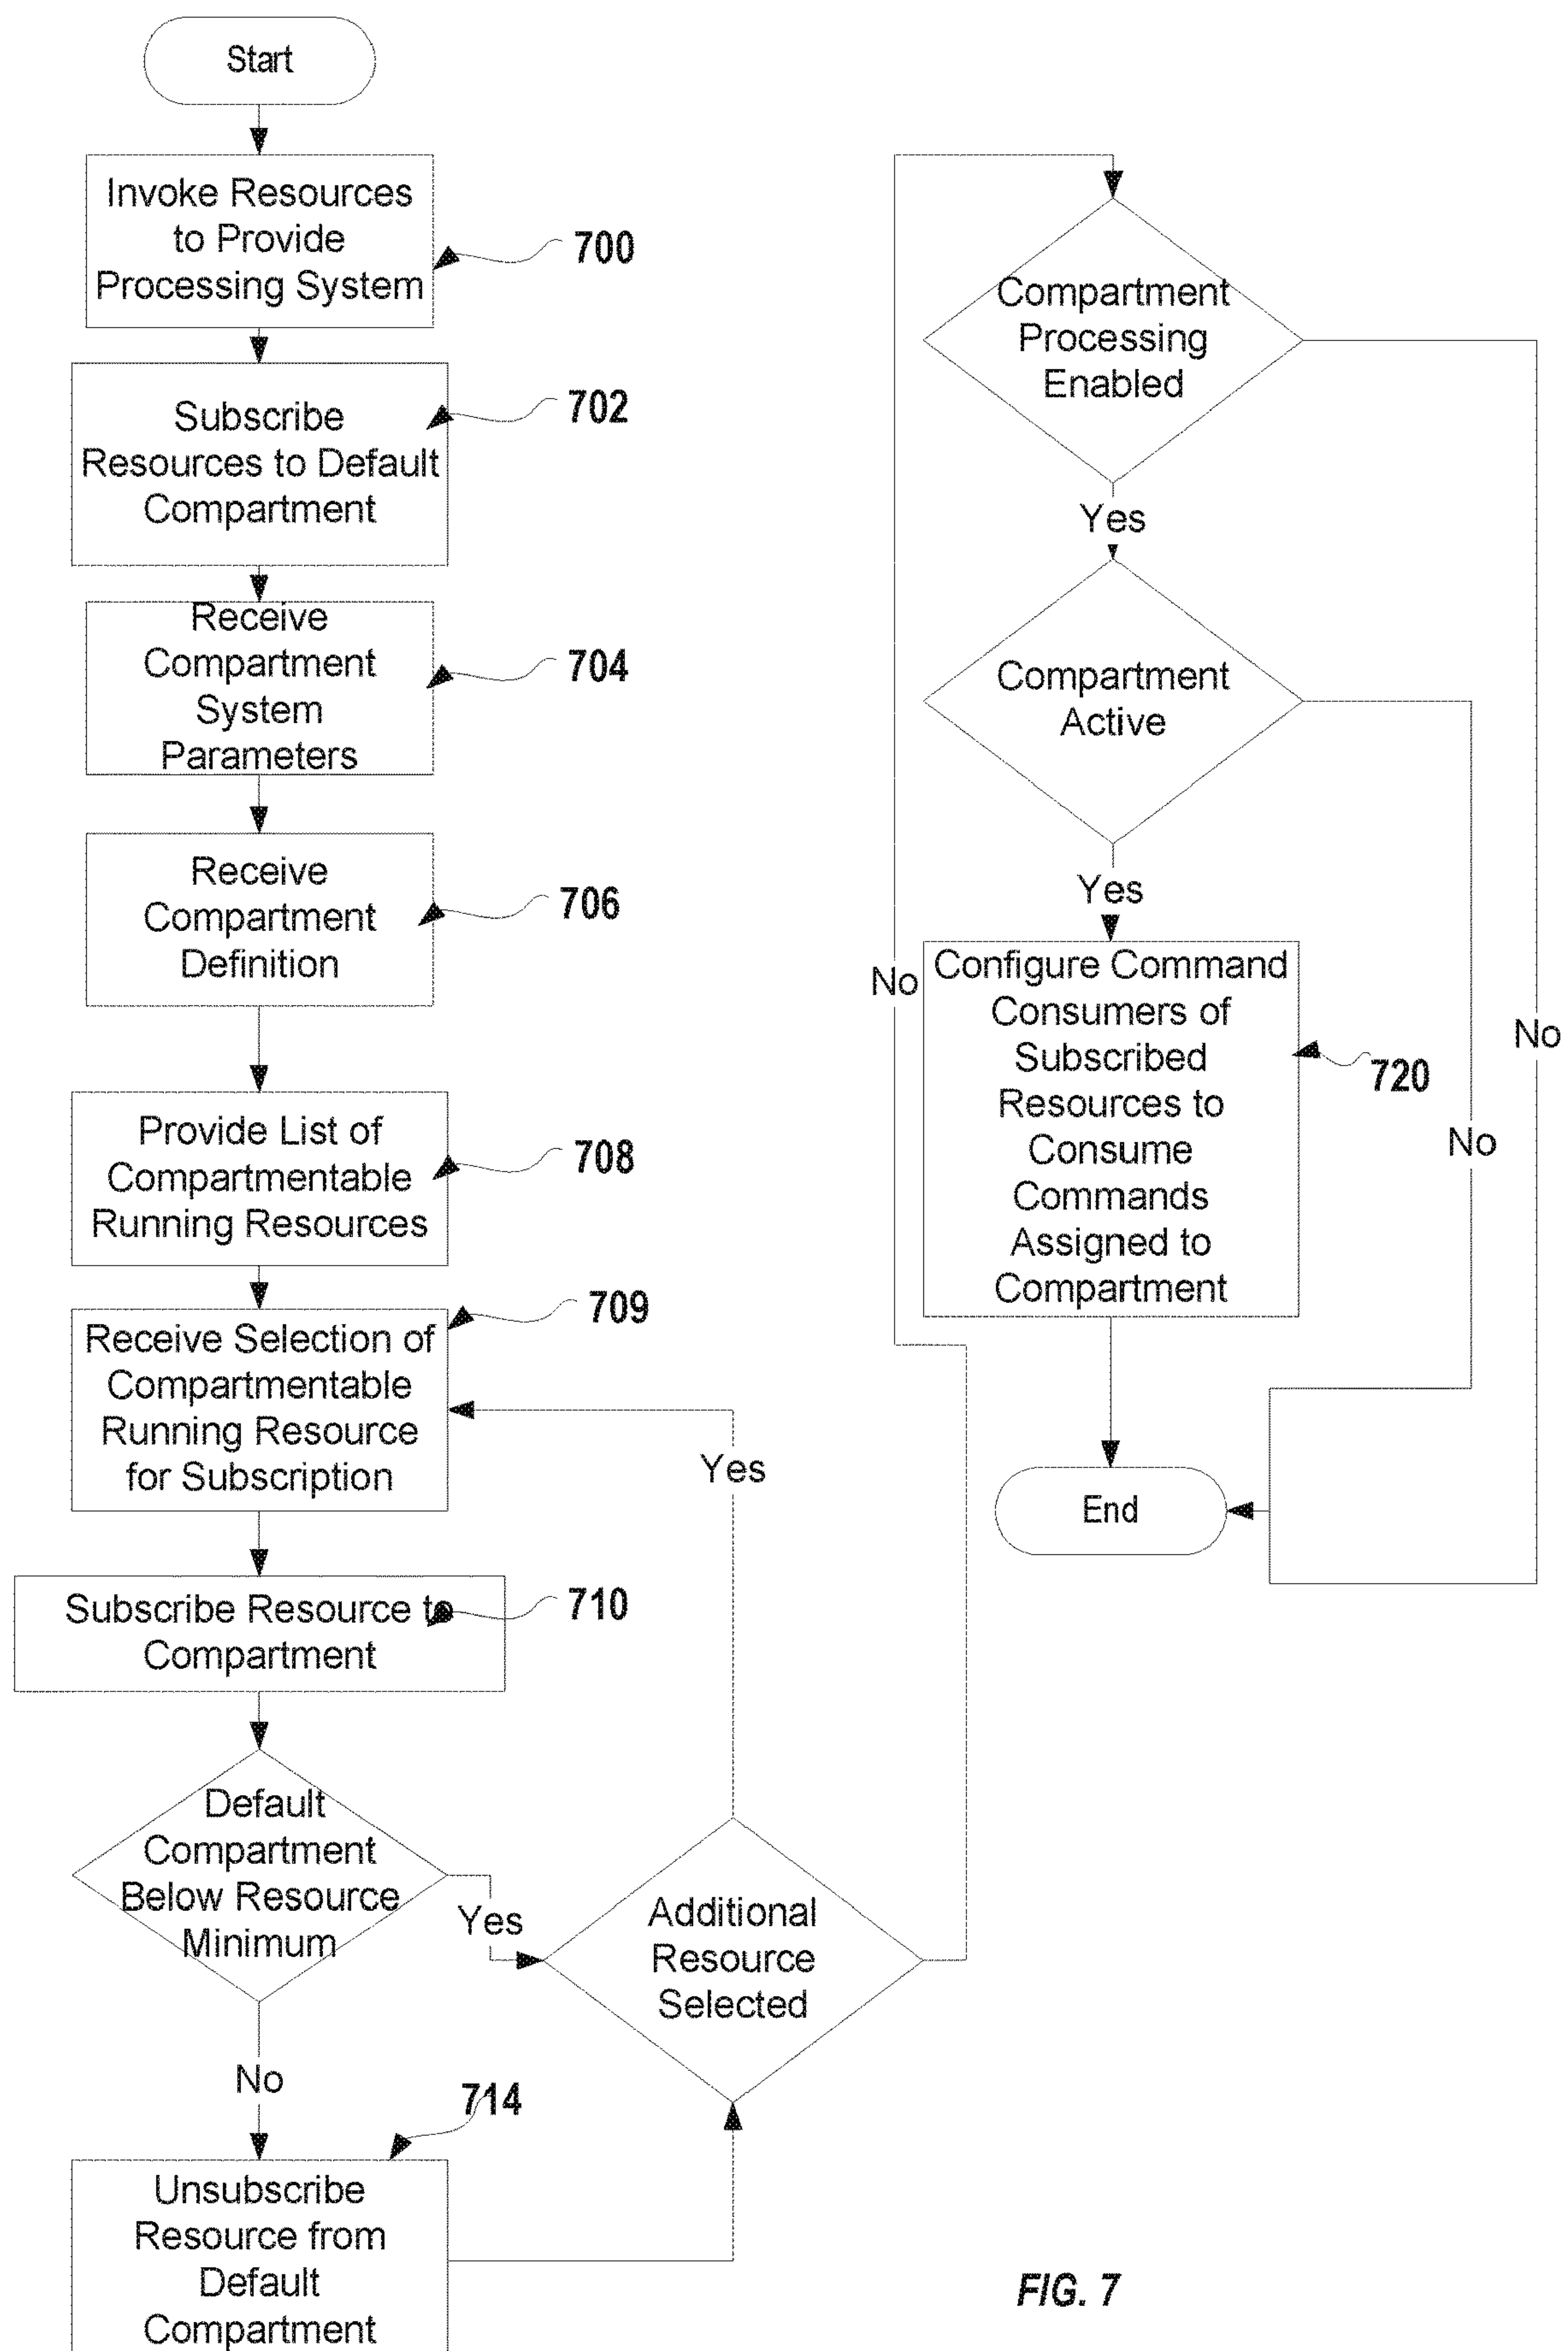 Start
Invoke Resources
to Provide
Processing System
700
Subscribe
Resources to Default
Compartment
702
Receive
Compartment
System
Parameters
704
Receive
Compartment
Definition
706
Provide List of
Compartmentable
Running Resources
708
Receive Selection of
Compartmentable
Running Resource
for Subscription
709
Subscribe Resource to
Compartment
710
Default
Compartment
Below Resource
Minimum
Yes
No
714
Unsubscribe
Resource from
Default
Compartment
Additional
Resource
Selected
Yes
No
Compartment
Processing
Enabled
Yes
No
Compartment
Active
Yes
No
Configure Command
Consumers of
Subscribed
Resources to
Consume
Commands
Assigned to
Compartment
720
End
FIG. 7